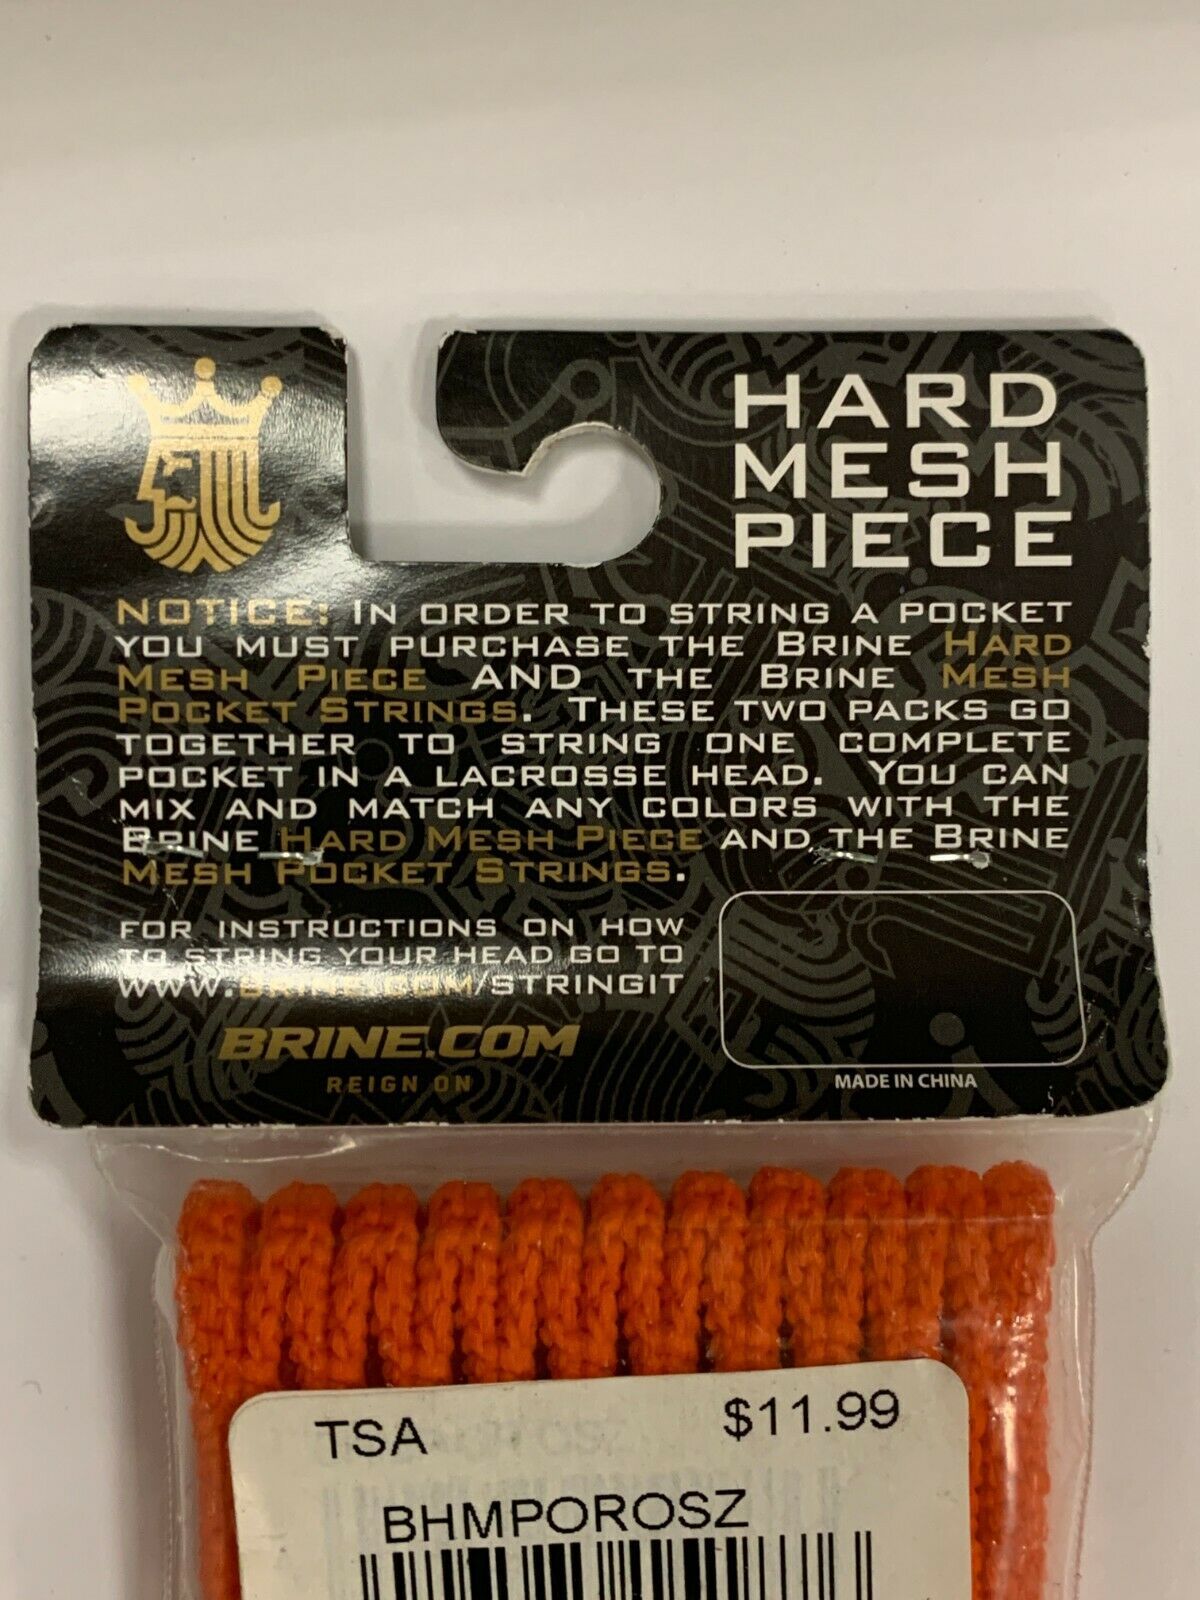 HARD
MESH
PIECE
NOTICE: IN ORDER TO STRING A POCKET
YOU MUST PURCHASE THE BRINE HARD
MESH PIECE AND THE BRINE MESH
POCKET STRINGS. THESE TWO PACKS GO
TOGETHER TO STRING ONE COMPLETE
POCKET IN A LACROSSE HEAD. YOU CAN
MIX AND MATCH ANY COLORS WITH THE
BRINE HARD MESH PIECE AND THE BRINE
MESH POCKET STRINGS.
FOR INSTRUCTIONS ON HOW
TO STRING YOUR HEAD GO TO
WWW.BRINE.COM/STRINGIT
BRINE.COM
REIGN ON
MADE IN CHINA
TSA $11.99
BHMPOROSZ